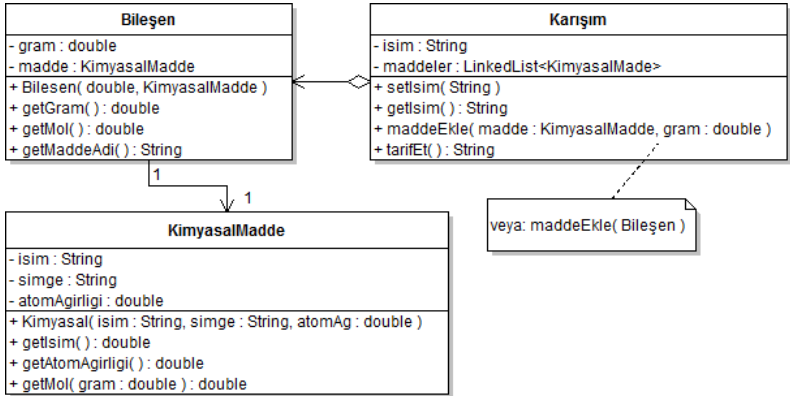 Bileşen
- gram : double
- madde : KimyasalMadde
+ Bilesen( double, KimyasalMadde )
+ getGram( ) : double
+ getMol( ) : double
+ getMaddeAdi( ) : String
Karışım
- isim : String
- maddeler : LinkedList<KimyasalMade>
+ setIsim( String )
+ getIsim( ) : String
+ maddeEkle( madde : KimyasalMadde, gram : double )
+ tarifEt( ) : String
1
1
veya: maddeEkle( Bileşen )
KimyasalMadde
- isim : String
- simge : String
- atomAgirligi : double
+ Kimyasal( isim : String, simge : String, atomAg : double )
+ getIsim( ) : double
+ getAtomAgirligi( ) : double
+ getMol( gram : double ) : double